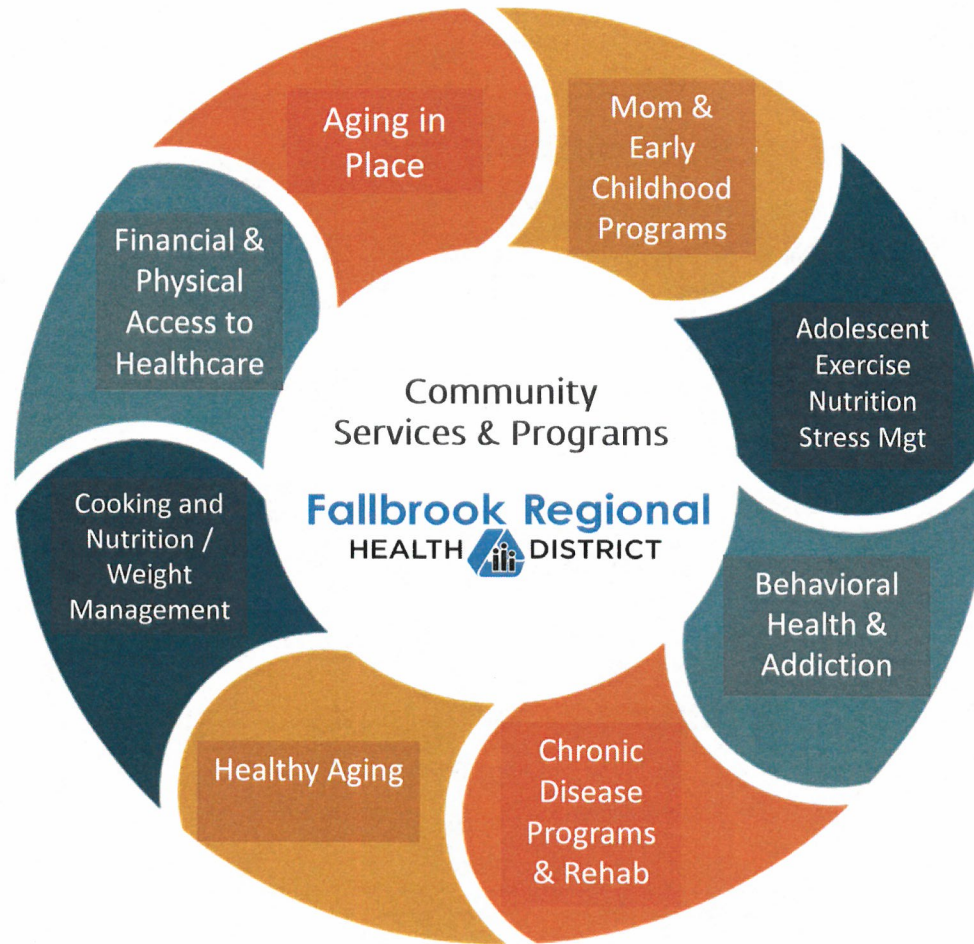 Aging in
Place
Mom &
Early
Childhood
Programs
Adolescent
Exercise
Nutrition
Stress Mgt
Behavioral
Health &
Addiction
Chronic
Disease
Programs
& Rehab
Healthy Aging
Cooking and
Nutrition /
Weight
Management
Financial &
Physical
Access to
Healthcare
Community
Services & Programs
Fallbrook Regional
HEALTH DISTRICT